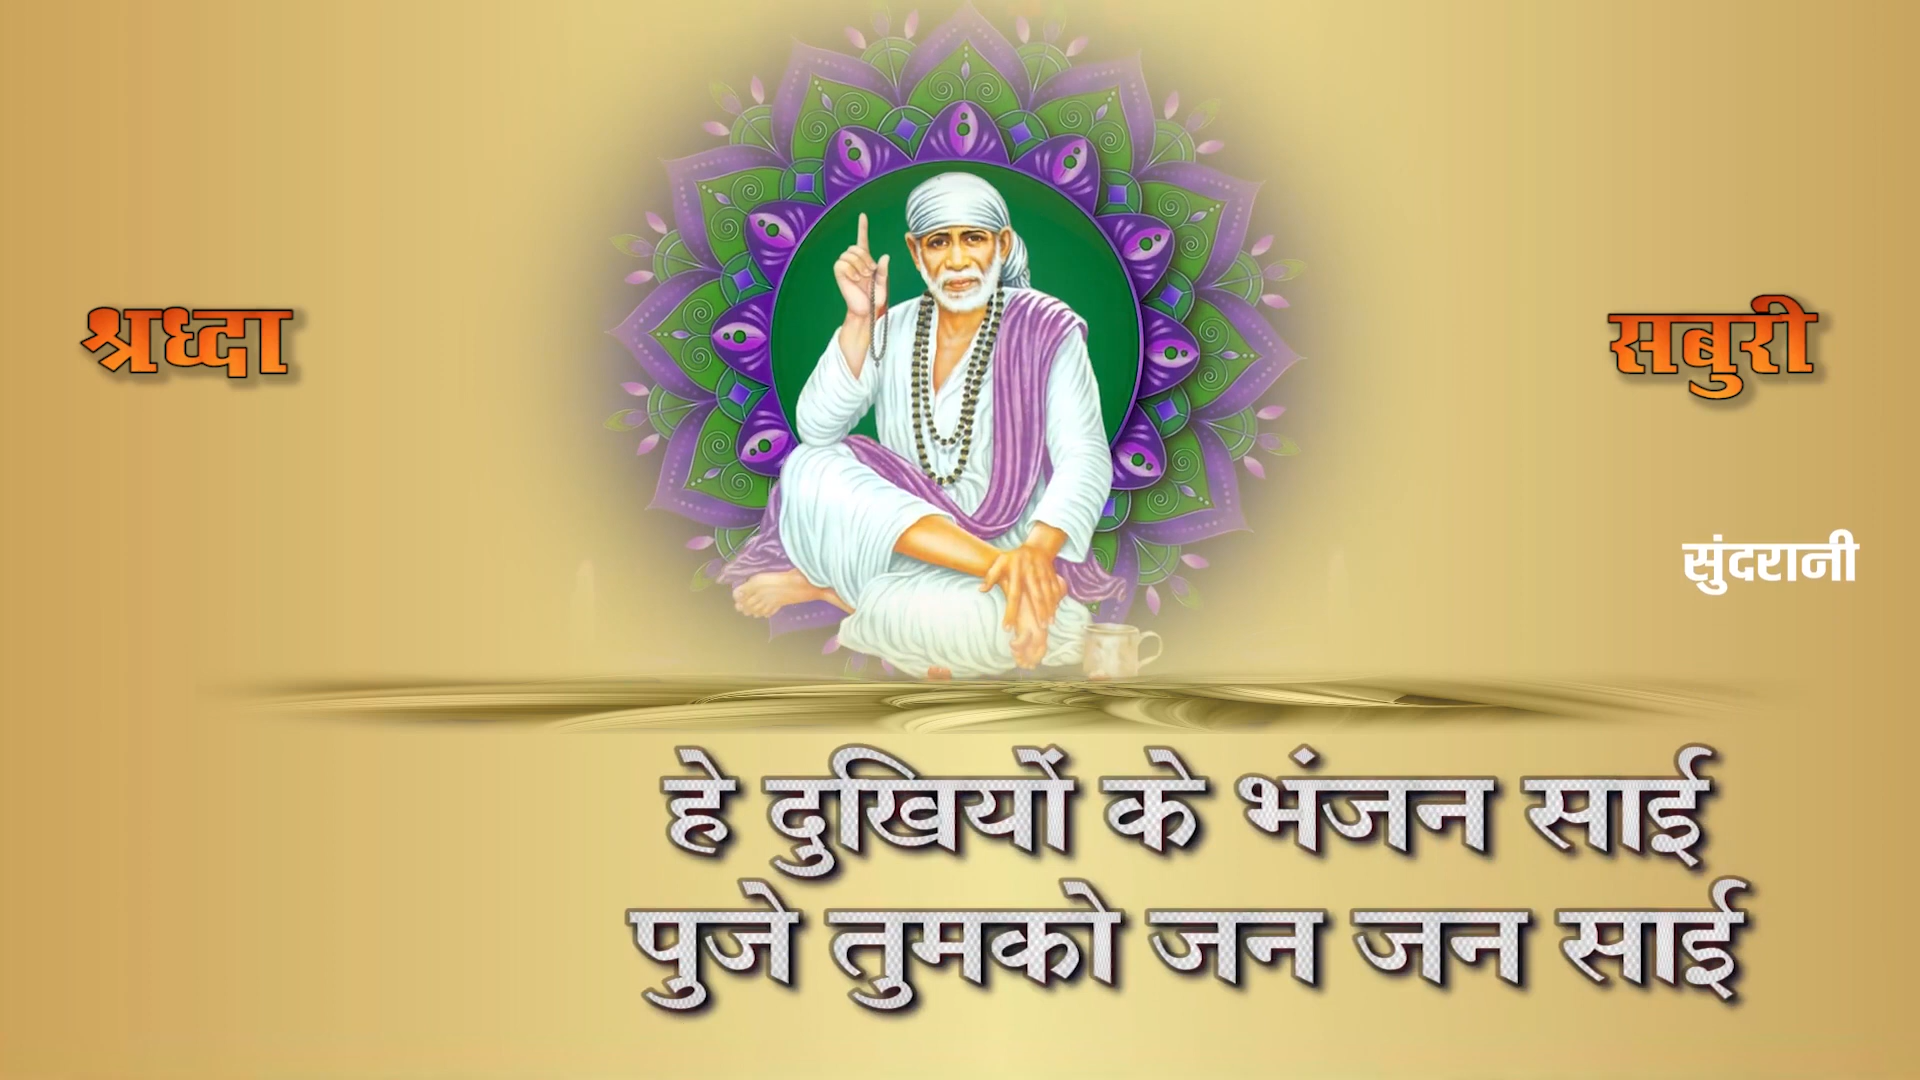 श्रध्दा
सबुरी
सुंदरानी
हे दुखियों के भंजन साई
पुजे तुमको जन जन साई